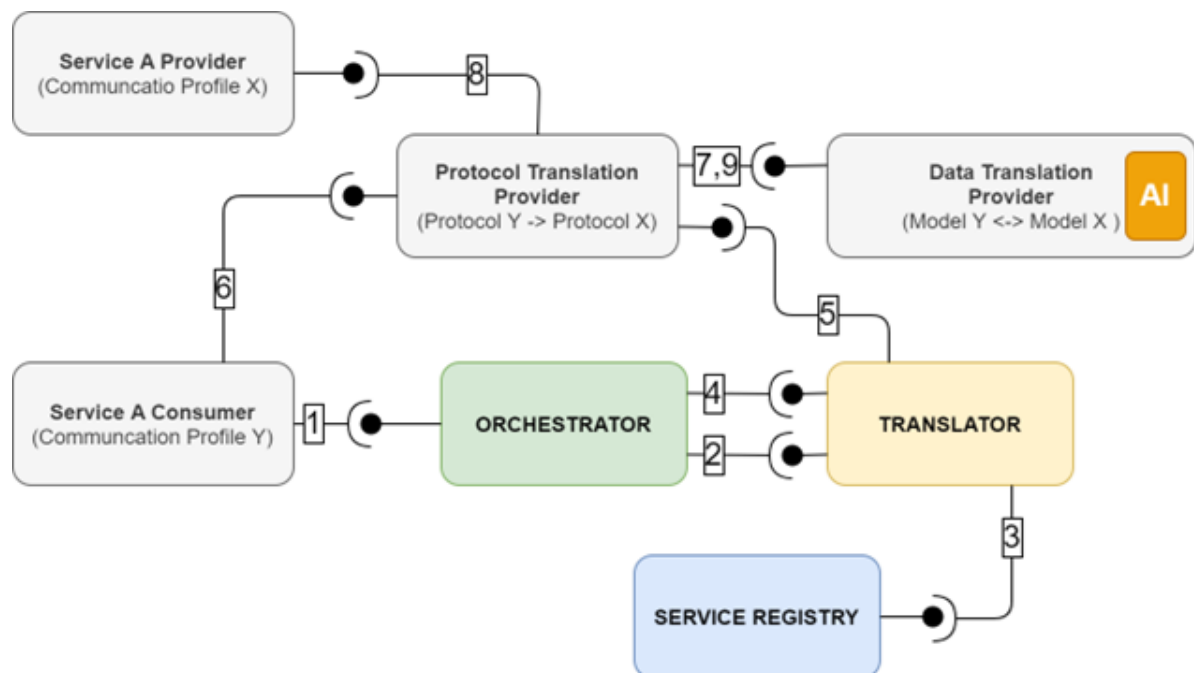 Service A Provider
(Communcatio Profile X)
8
Protocol Translation
Provider
(Protocol Y -> Protocol X)
7,9
Data Translation
Provider
(Model Y <-> Model X )
AI
6
5
Service A Consumer
(Communcation Profile Y)
1
ORCHESTRATOR
4
2
TRANSLATOR
3
SERVICE REGISTRY